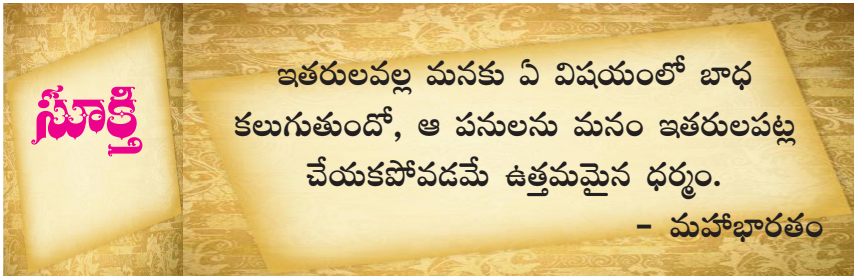 సూక్తి
ఇతరులవల్ల మనకు ఏ విషయంలో బాధ
కలుగుతుందో, ఆ పనులను మనం ఇతరులపట్ల
చేయకపోవడమే ఉత్తమమైన ధర్మం.
- మహాభారతం